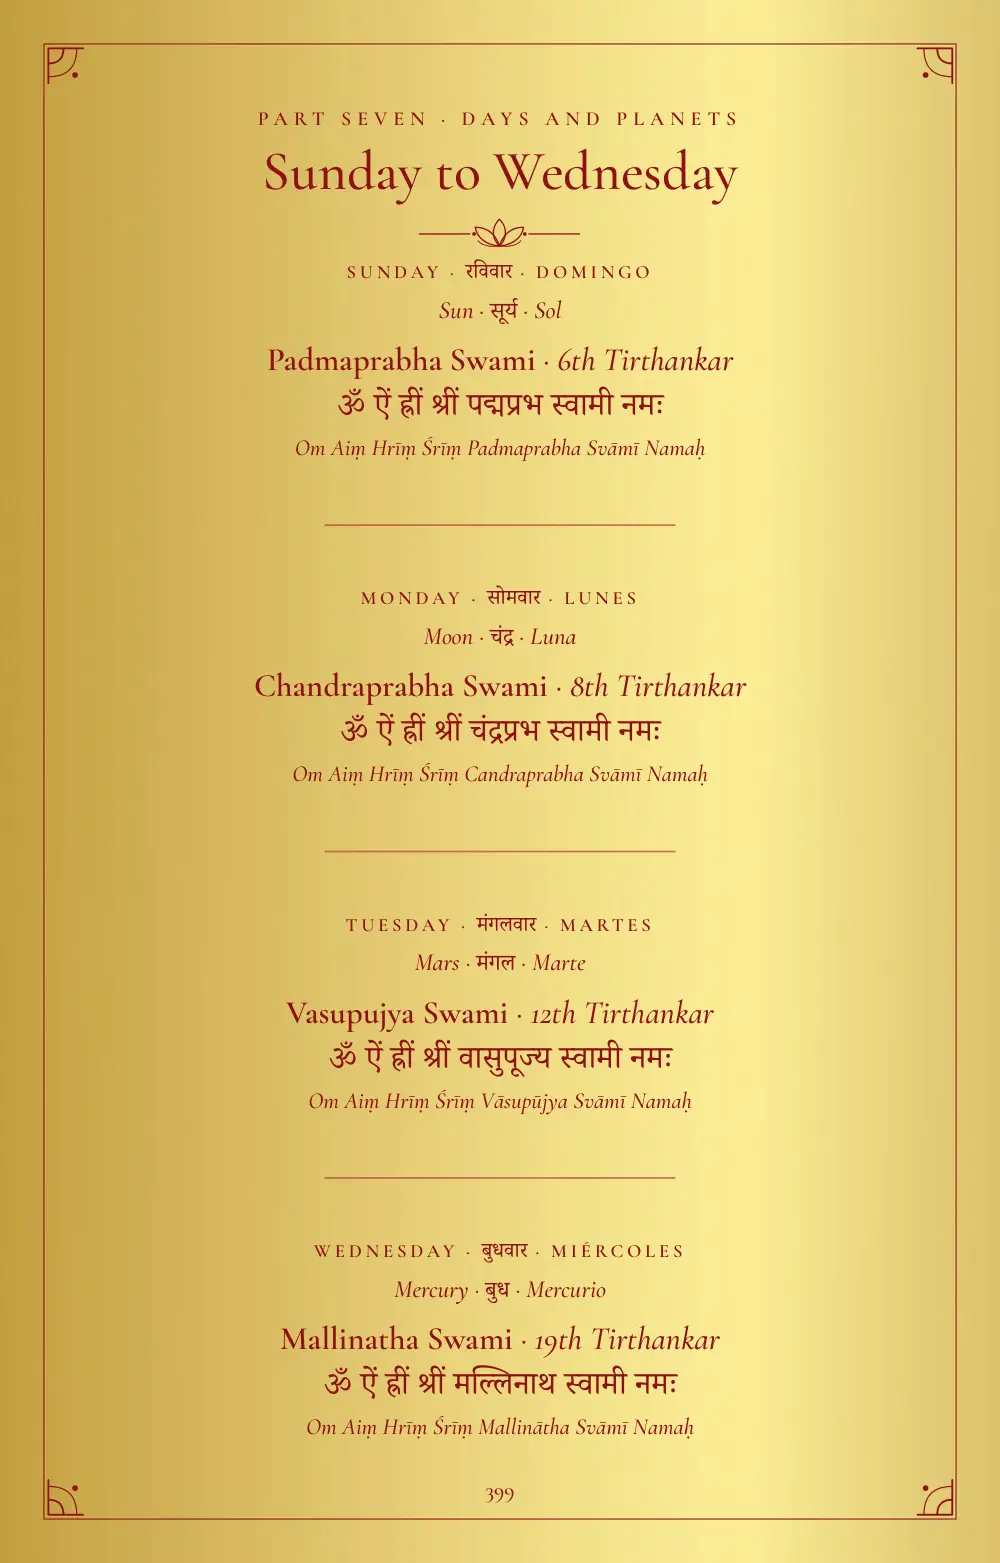 PART SEVEN · DAYS AND PLANETS
Sunday to Wednesday
SUNDAY · रविवार · DOMINGO
Sun · सूर्य · Sol
Padmaprabha Swami · 6th Tirthankar
ॐ ऐं ह्रीं श्रीं पद्मप्रभ स्वामी नमः
Om Aiṃ Hrīṃ Śrīṃ Padmaprabha Svāmī Namaḥ
MONDAY · सोमवार · LUNES
Moon · चंद्र · Luna
Chandraprabha Swami · 8th Tirthankar
ॐ ऐं ह्रीं श्रीं चंद्रप्रभ स्वामी नमः
Om Aiṃ Hrīṃ Śrīṃ Candraprabha Svāmī Namaḥ
TUESDAY · मंगलवार · MARTES
Mars · मंगल · Marte
Vasupujya Swami · 12th Tirthankar
ॐ ऐं ह्रीं श्रीं वासुपूज्य स्वामी नमः
Om Aiṃ Hrīṃ Śrīṃ Vāsupūjya Svāmī Namaḥ
WEDNESDAY · बुधवार · MIÉRCOLES
Mercury · बुध · Mercurio
Mallinatha Swami · 19th Tirthankar
ॐ ऐं ह्रीं श्रीं मल्लिनाथ स्वामी नमः
Om Aiṃ Hrīṃ Śrīṃ Mallinātha Svāmī Namaḥ
399